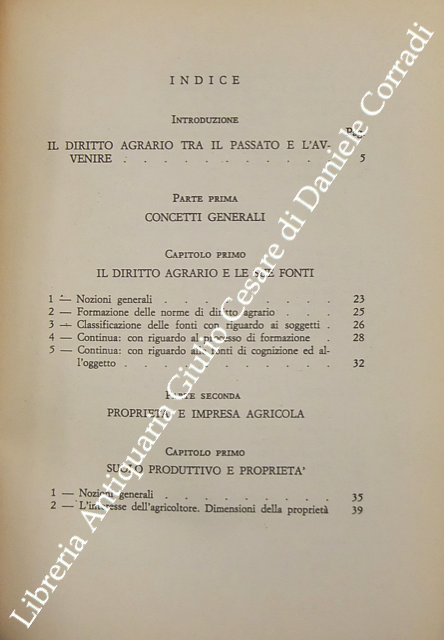 INDICE
INTRODUZIONE
Pag.
IL DIRITTO AGRARIO TRA IL PASSATO E L'AV-
VENIRE . . . . . . . . . . . 5
PARTE PRIMA
CONCETTI GENERALI
CAPITOLO PRIMO
IL DIRITTO AGRARIO E LE SUE FONTI
1 — Nozioni generali . . . . . . . . . 23
2 — Formazione delle norme di diritto agrario . . . 25
3 — Classificazione delle fonti con riguardo ai soggetti . 26
4 — Continua: con riguardo al processo di formazione . 28
5 — Continua: con riguardo alle fonti di cognizione ed al-
l'oggetto . . . . . . . . . . . 32
PARTE SECONDA
PROPRIETÀ E IMPRESA AGRICOLA
CAPITOLO PRIMO
SUOLO PRODUTTIVO E PROPRIETA'
1 — Nozioni generali . . . . . . . . . 35
2 — L'interesse dell'agricoltore. Dimensioni della proprietà 39
Libreria Antiquaria Giulio Cesare di Daniele Corradi